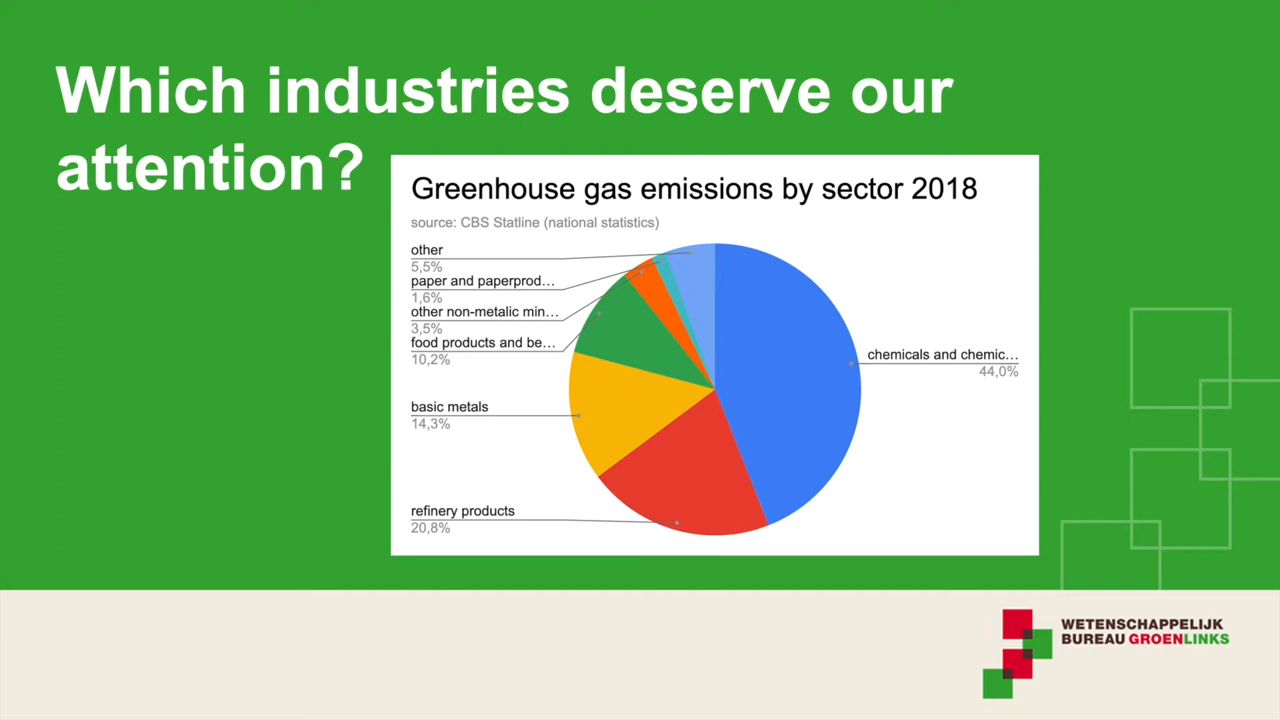 Which industries deserve our
attention?
Greenhouse gas emissions by sector 2018
source: CBS Statline (national statistics)
other
5,5%
paper and paperprod…
1,6%
other non-metalic min…
3,5%
food products and be…
10,2%
basic metals
14,3%
refinery products
20,8%
chemicals and chemic…
44,0%
WETENSCHAPPELIJK
BUREAU GROENLINKS